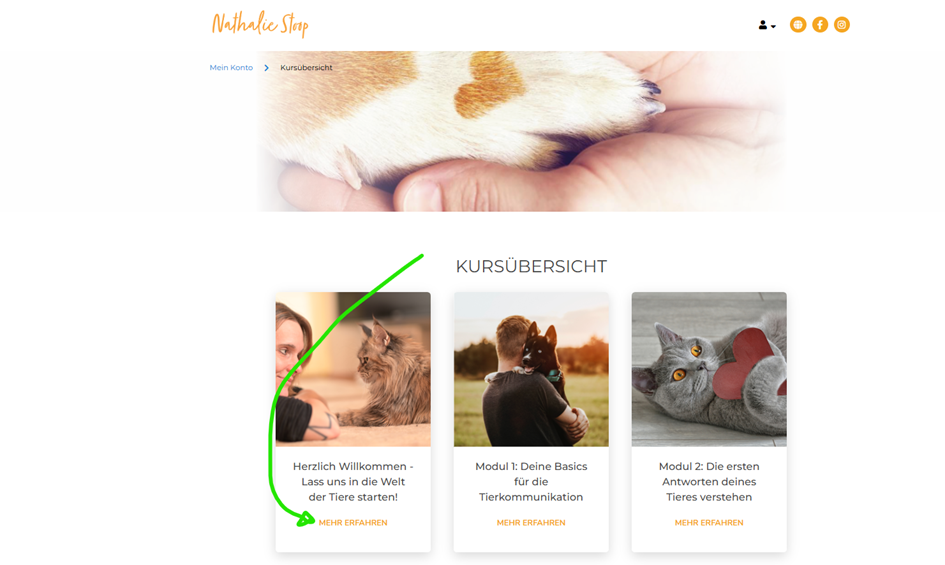 Nathalie Stoop
Mein Konto > Kursübersicht
KURSÜBERSICHT
Herzlich Willkommen -
Lass uns in die Welt
der Tiere starten!
MEHR ERFAHREN
Modul 1: Deine Basics
für die
Tierkommunikation
MEHR ERFAHREN
Modul 2: Die ersten
Antworten deines
Tieres verstehen
MEHR ERFAHREN